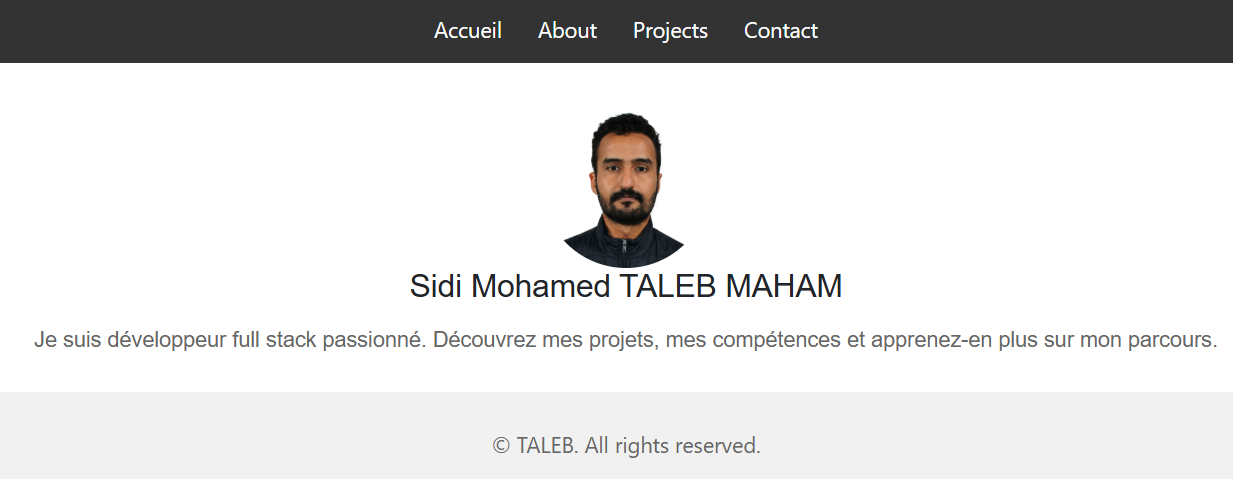 Accueil About Projects Contact
Sidi Mohamed TALEB MAHAM
Je suis développeur full stack passionné. Découvrez mes projets, mes compétences et apprenez-en plus sur mon parcours.
© TALEB. All rights reserved.